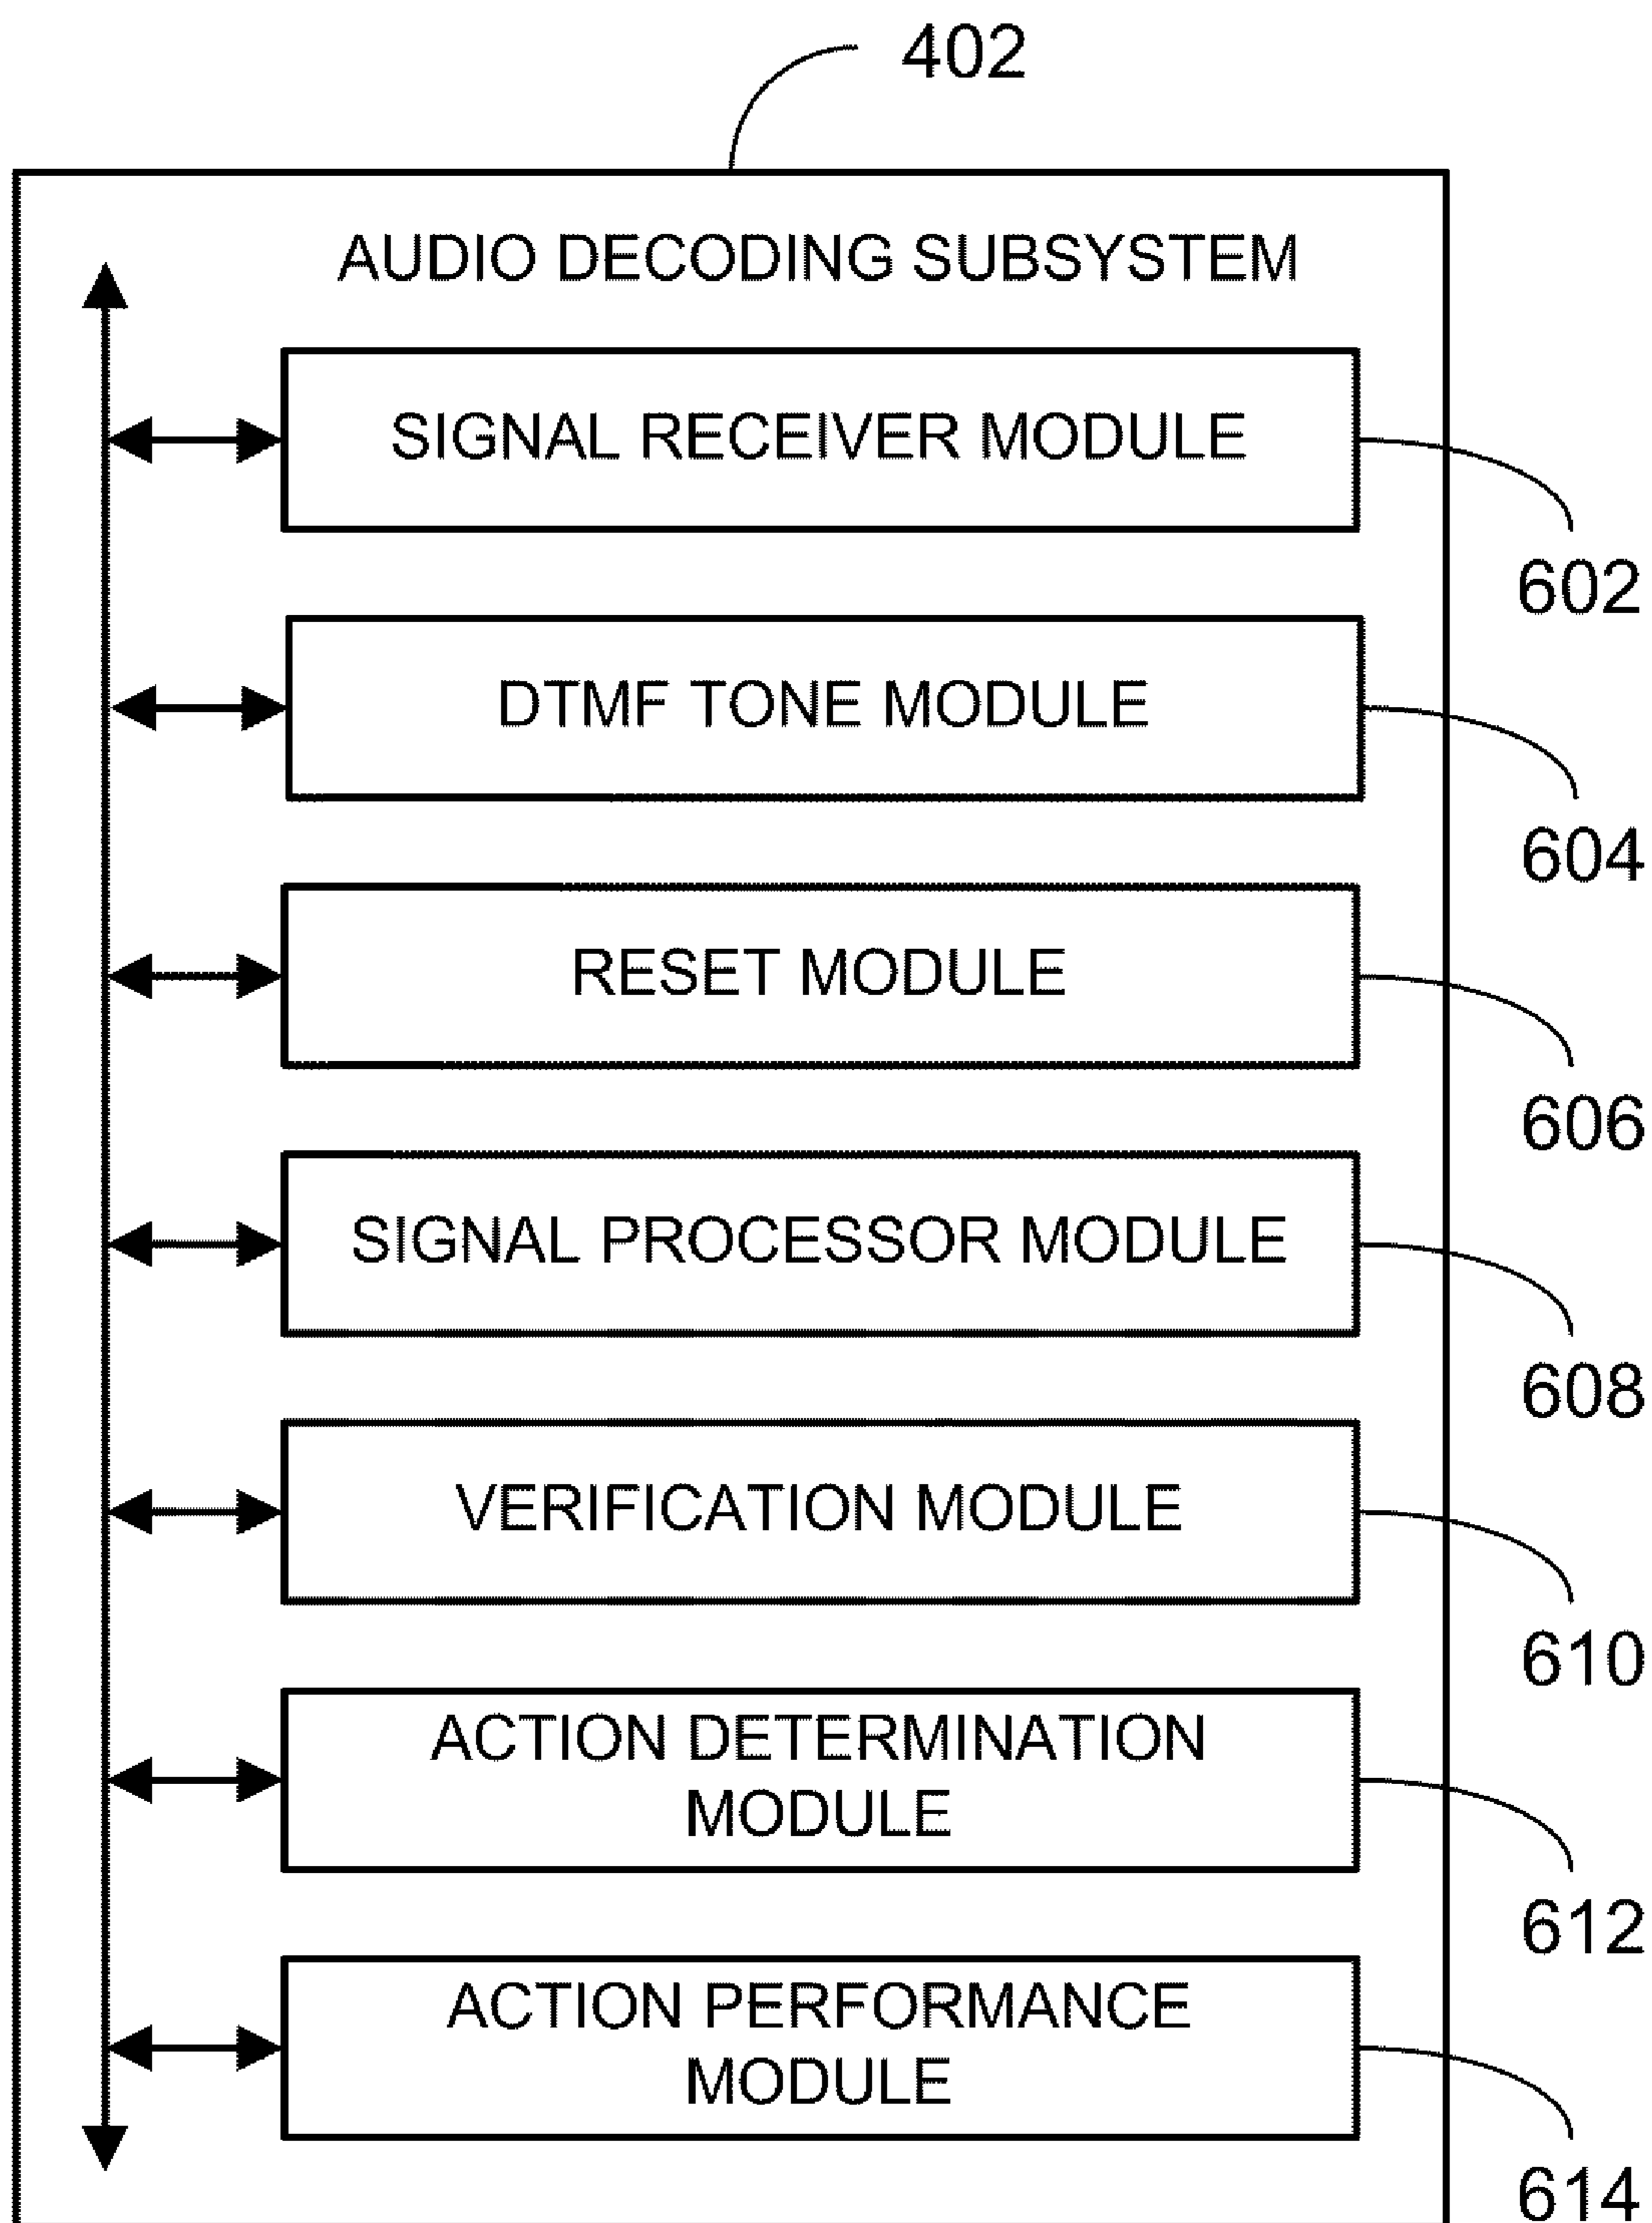 402
AUDIO DECODING SUBSYSTEM
SIGNAL RECEIVER MODULE
602
DTMF TONE MODULE
604
RESET MODULE
606
SIGNAL PROCESSOR MODULE
608
VERIFICATION MODULE
610
ACTION DETERMINATION
MODULE
612
ACTION PERFORMANCE
MODULE
614